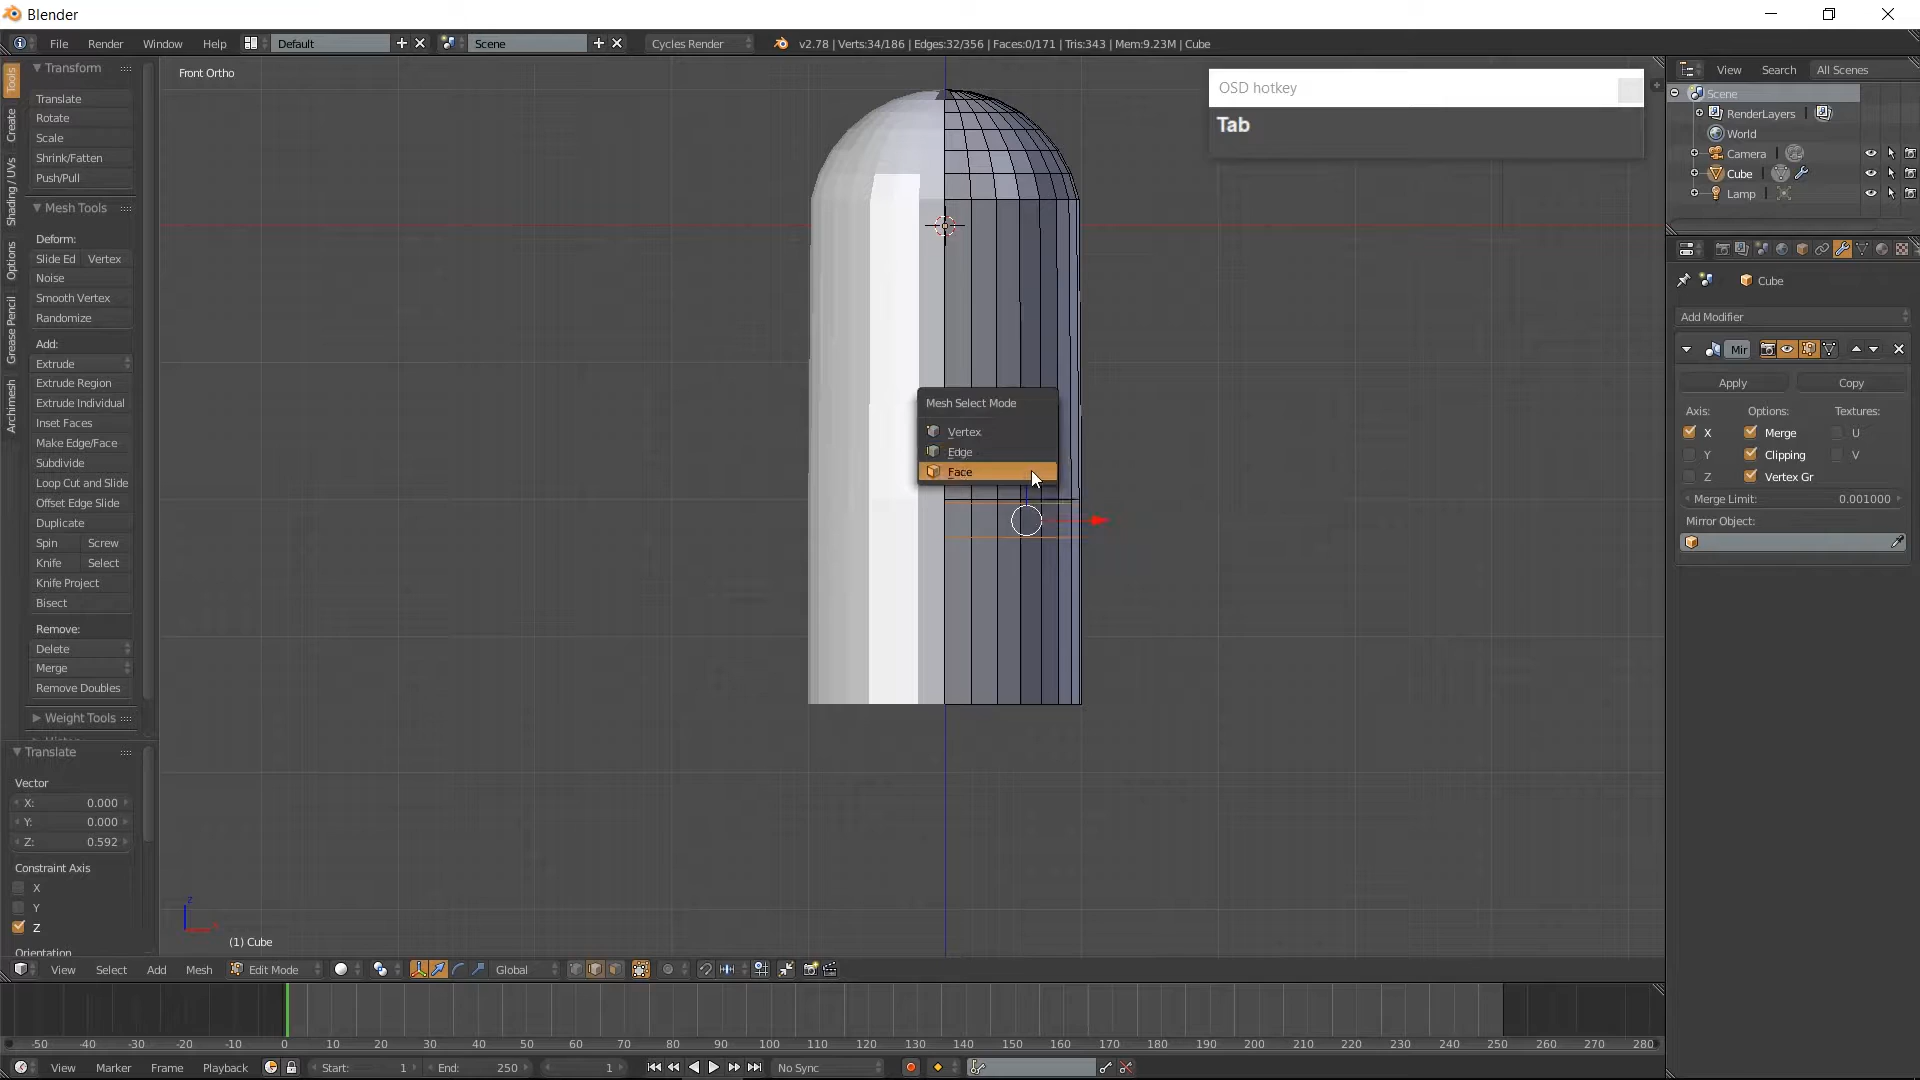 Blender
File Render Window Help Default Scene Cycles Render v2.78 | Verts:34/186 | Edges:32/356 | Faces:0/171 | Tris:343 | Mem:9.23M | Cube
Tools
Create
Shading / UVs
Options
Grease Pencil
Archimesh
Transform
Translate
Rotate
Scale
Shrink/Fatten
Push/Pull
Mesh Tools
Deform:
Slide Ed Vertex
Noise
Smooth Vertex
Randomize
Add:
Extrude
Extrude Region
Extrude Individual
Inset Faces
Make Edge/Face
Subdivide
Loop Cut and Slide
Offset Edge Slide
Duplicate
Spin Screw
Knife Select
Knife Project
Bisect
Remove:
Delete
Merge
Remove Doubles
Weight Tools
Translate
Vector
X: 0.000
Y: 0.000
Z: 0.592
Constraint Axis
X
Y
Z
Orientation
Front Ortho
OSD hotkey
Tab
Mesh Select Mode
Vertex
Edge
Face
z
(1) Cube
View Search All Scenes
Scene
RenderLayers
World
Camera
Cube
Lamp
Cube
Add Modifier
Mir
Apply Copy
Axis: Options: Textures:
X Merge U
Y Clipping V
Z Vertex Gr
Merge Limit: 0.001000
Mirror Object:
View Select Add Mesh Edit Mode Global
-50 -40 -30 -20 -10 0 10 20 30 40 50 60 70 80 90 100 110 120 130 140 150 160 170 180 190 200 210 220 230 240 250 260 270 280
View Marker Frame Playback Start: 1 End: 250 1 No Sync